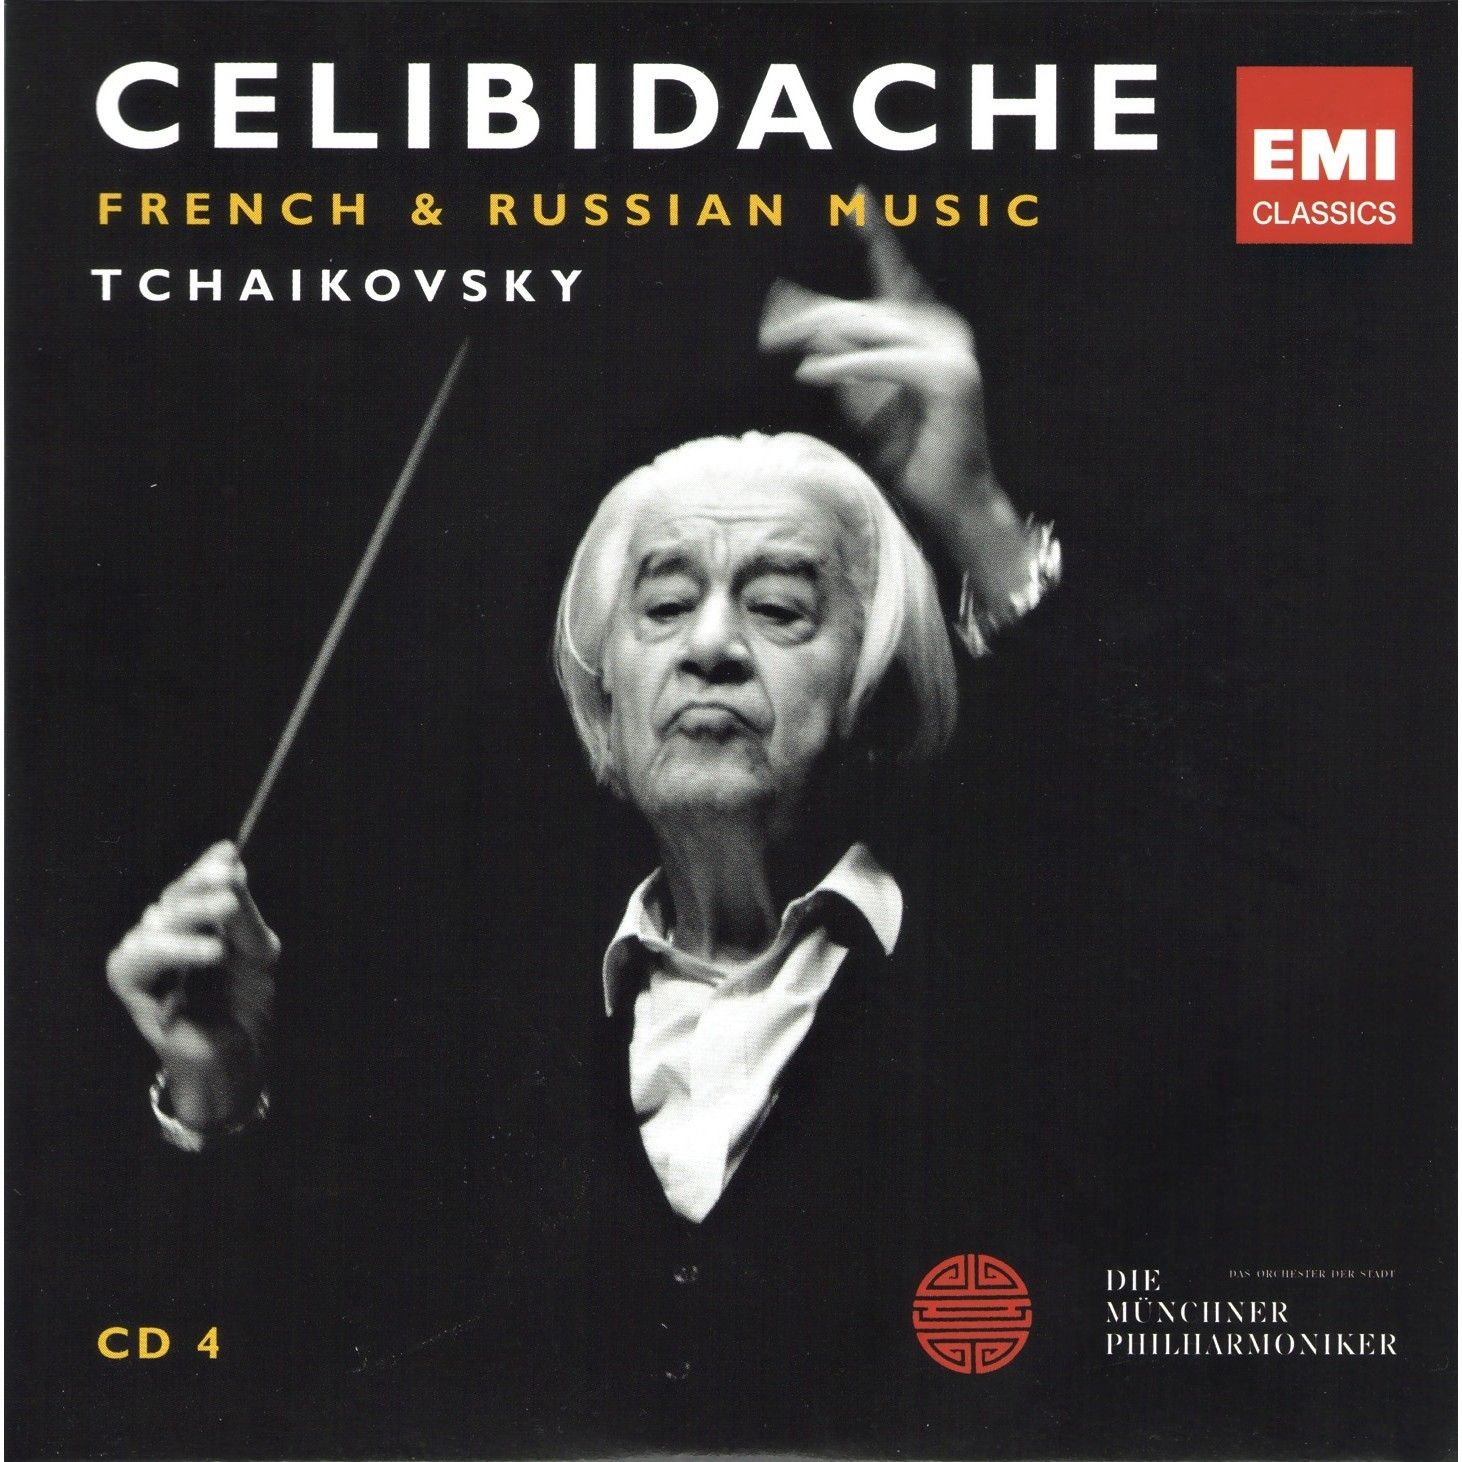 CELIBIDACHE
EMI
CLASSICS
FRENCH & RUSSIAN MUSIC
TCHAIKOVSKY
CD 4
DIE
DAS ORCHESTER DER STADT
MÜNCHNER
PHILHARMONIKER